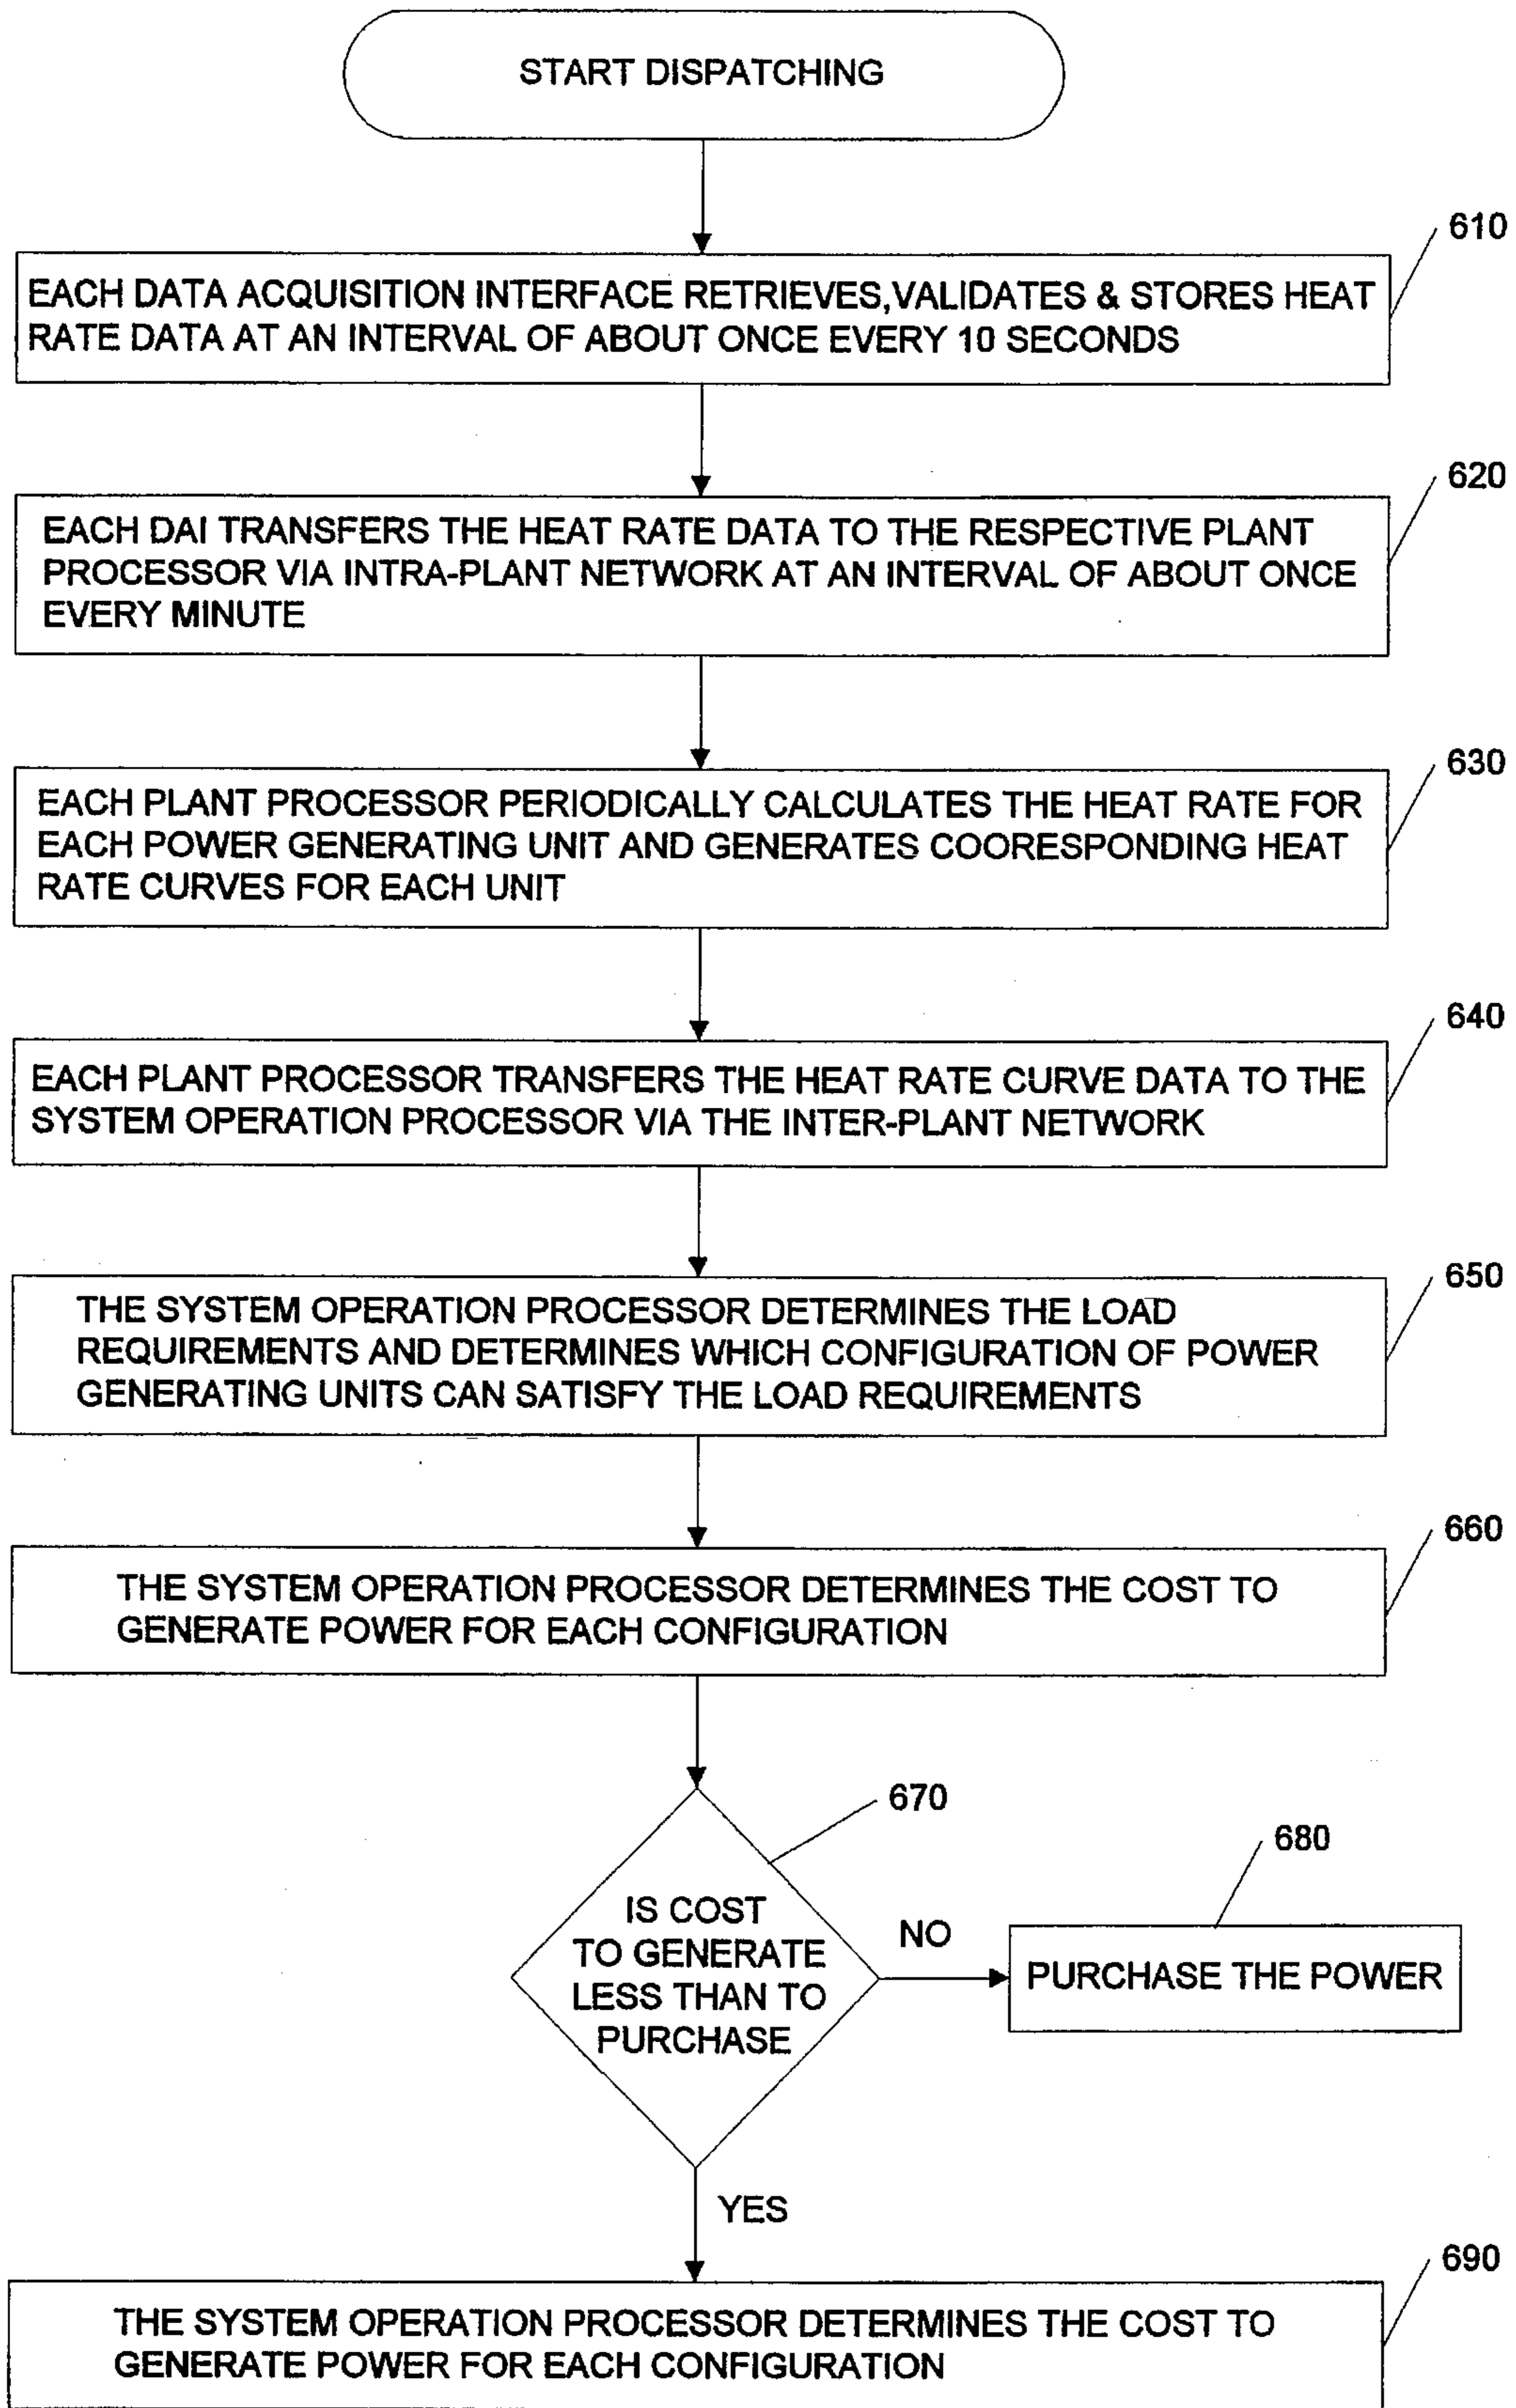 START DISPATCHING
610
EACH DATA ACQUISITION INTERFACE RETRIEVES,VALIDATES & STORES HEAT
RATE DATA AT AN INTERVAL OF ABOUT ONCE EVERY 10 SECONDS
620
EACH DAI TRANSFERS THE HEAT RATE DATA TO THE RESPECTIVE PLANT
PROCESSOR VIA INTRA-PLANT NETWORK AT AN INTERVAL OF ABOUT ONCE
EVERY MINUTE
630
EACH PLANT PROCESSOR PERIODICALLY CALCULATES THE HEAT RATE FOR
EACH POWER GENERATING UNIT AND GENERATES COORESPONDING HEAT
RATE CURVES FOR EACH UNIT
640
EACH PLANT PROCESSOR TRANSFERS THE HEAT RATE CURVE DATA TO THE
SYSTEM OPERATION PROCESSOR VIA THE INTER-PLANT NETWORK
650
THE SYSTEM OPERATION PROCESSOR DETERMINES THE LOAD
REQUIREMENTS AND DETERMINES WHICH CONFIGURATION OF POWER
GENERATING UNITS CAN SATISFY THE LOAD REQUIREMENTS
660
THE SYSTEM OPERATION PROCESSOR DETERMINES THE COST TO
GENERATE POWER FOR EACH CONFIGURATION
670
680
IS COST
TO GENERATE
LESS THAN TO
PURCHASE
NO
PURCHASE THE POWER
YES
690
THE SYSTEM OPERATION PROCESSOR DETERMINES THE COST TO
GENERATE POWER FOR EACH CONFIGURATION